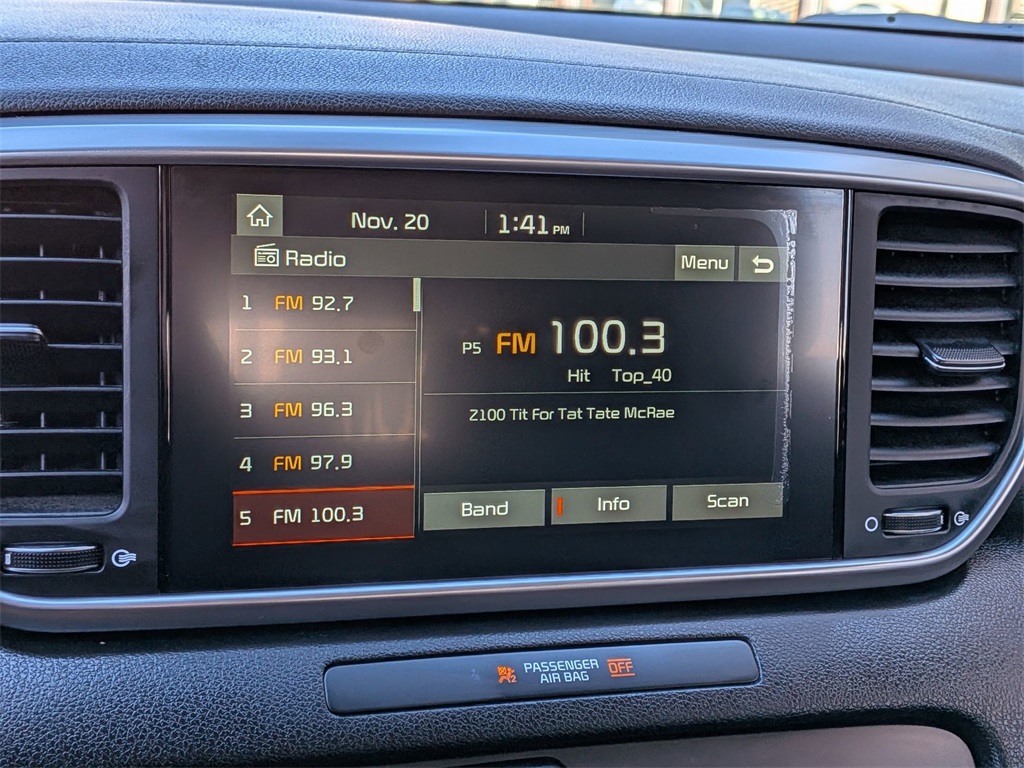 Nov. 20 1:41 PM
Radio Menu
1 FM 92.7
2 FM 93.1
3 FM 96.3
4 FM 97.9
5 FM 100.3
P5 FM 100.3
Hit Top_40
Z100 Tit For Tat Tate McRae
Band Info Scan
PASSENGER
AIR BAG OFF